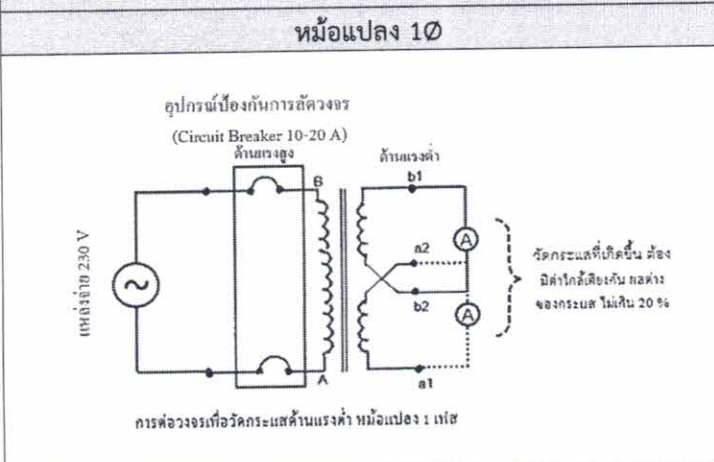 หม้อแปลง 1Ø
อุปกรณ์ป้องกันการลัดวงจร
(Circuit Breaker 10-20 A)
ด้านแรงสูง
ด้านแรงต่ำ
แหล่งจ่าย 230 V
B
A
b1
a2
b2
a1
A
A
วัดกระแสที่เกิดขึ้น ต้อง
มีค่าใกล้เคียงกัน ผลต่าง
ของกระแส ไม่เกิน 20 %
การต่อวงจรเพื่อวัดกระแสด้านแรงต่ำ หม้อแปลง 1 เฟส